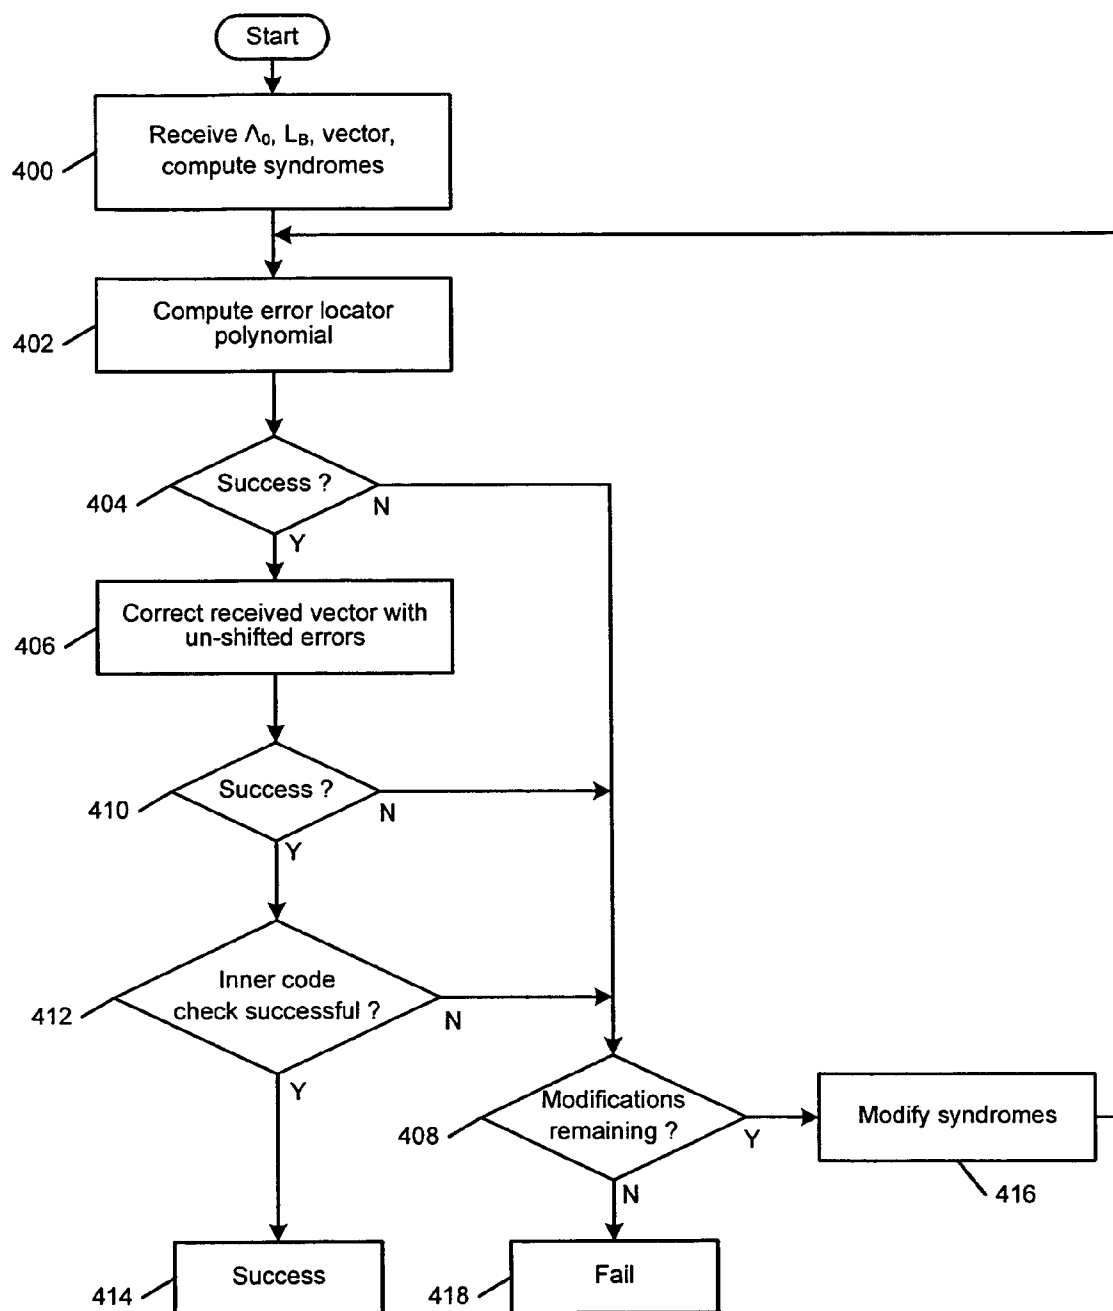 Start
Receive Λ₀, L_B, vector,
compute syndromes
400
Compute error locator
polynomial
402
Success ?
404
N
Y
Correct received vector with
un-shifted errors
406
Success ?
410
N
Y
Inner code
check successful ?
412
N
Y
Modifications
remaining ?
408
Y
N
Modify syndromes
416
Success
414
Fail
418